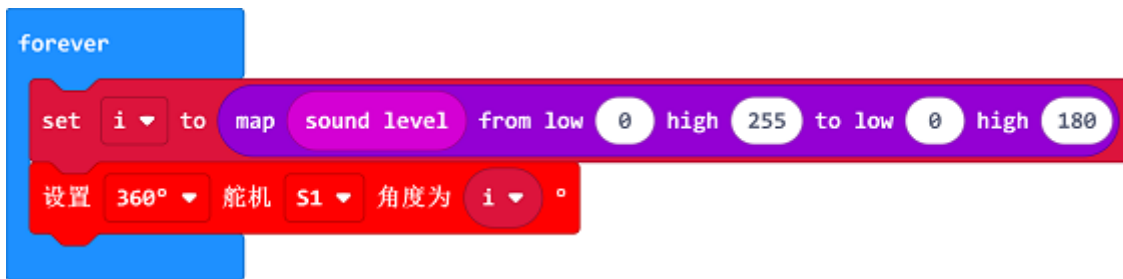 forever
set i to map sound level from low 0 high 255 to low 0 high 180
设置 360° 舵机 S1 角度为 i °